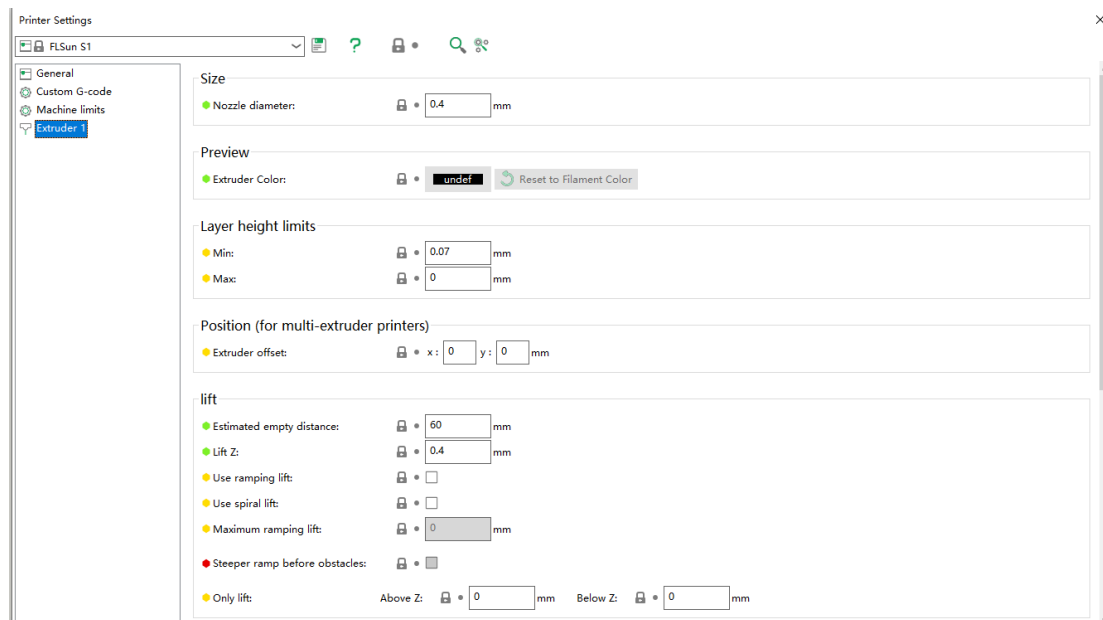 Printer Settings
FLSun S1
General
Custom G-code
Machine limits
Extruder 1
Size
Nozzle diameter: 0.4 mm
Preview
Extruder Color: undef Reset to Filament Color
Layer height limits
Min: 0.07 mm
Max: 0 mm
Position (for multi-extruder printers)
Extruder offset: x: 0 y: 0 mm
lift
Estimated empty distance: 60 mm
Lift Z: 0.4 mm
Use ramping lift:
Use spiral lift:
Maximum ramping lift: 0 mm
Steeper ramp before obstacles:
Only lift: Above Z: 0 mm Below Z: 0 mm